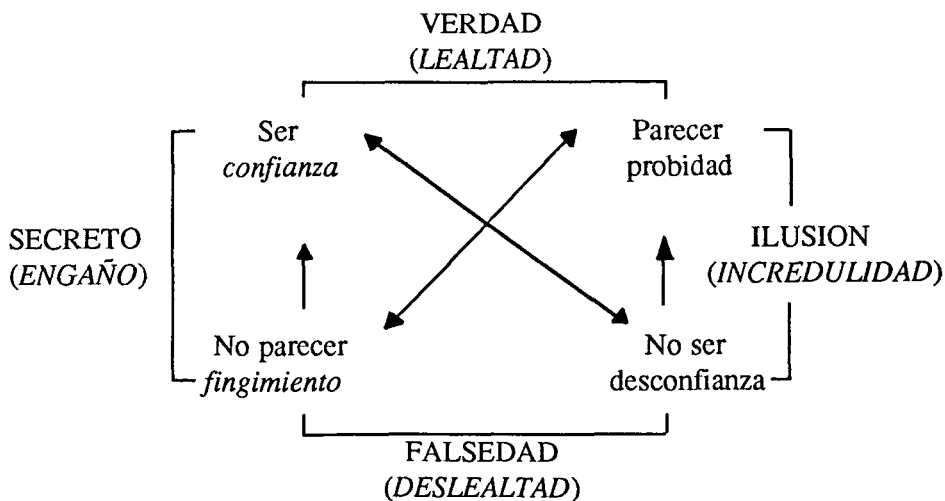 VERDAD
(LEALTAD)
Ser
confianza
Parecer
probidad
SECRETO
(ENGAÑO)
ILUSION
(INCREDULIDAD)
No parecer
fingimiento
No ser
desconfianza
FALSEDAD
(DESLEALTAD)